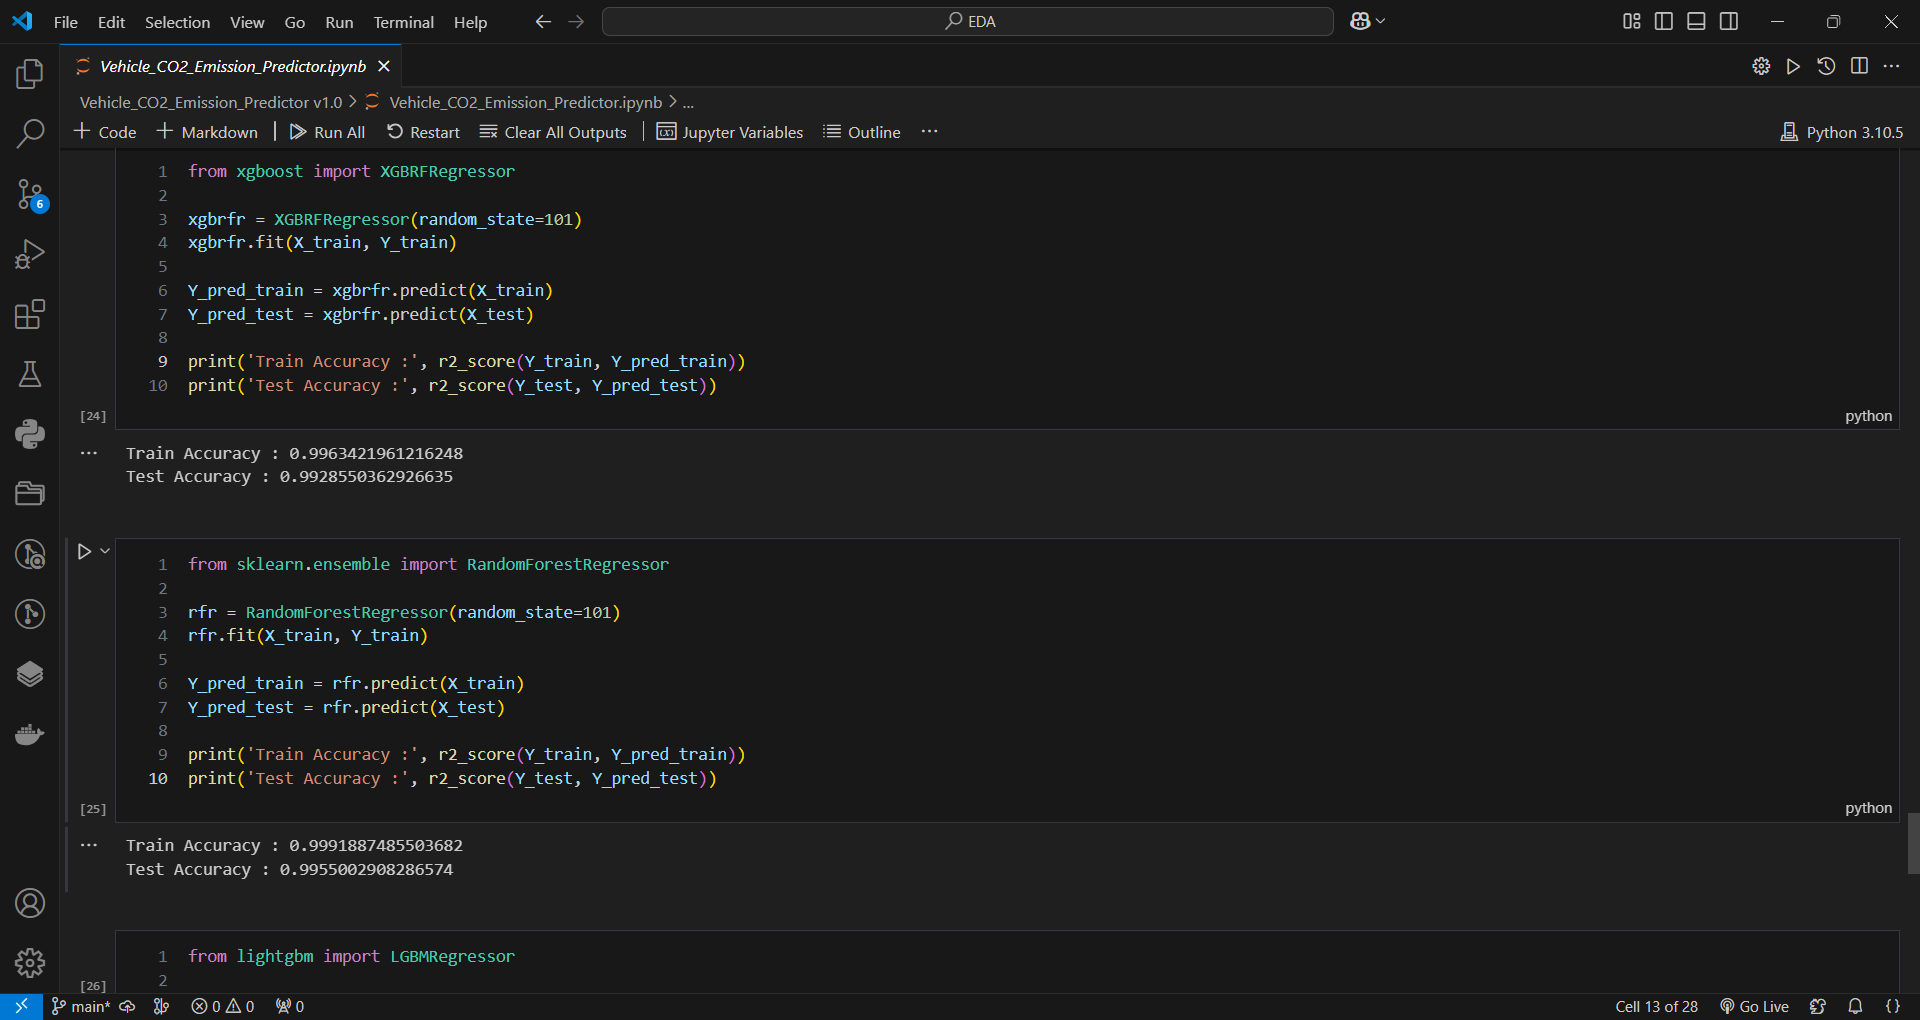 File Edit Selection View Go Run Terminal Help EDA
Vehicle_CO2_Emission_Predictor.ipynb
Vehicle_CO2_Emission_Predictor v1.0 > Vehicle_CO2_Emission_Predictor.ipynb > ...
+ Code + Markdown | Run All Restart Clear All Outputs | Jupyter Variables Outline ... Python 3.10.5
1 from xgboost import XGBRFRegressor
2
3 xgbrfr = XGBRFRegressor(random_state=101)
4 xgbrfr.fit(X_train, Y_train)
5
6 Y_pred_train = xgbrfr.predict(X_train)
7 Y_pred_test = xgbrfr.predict(X_test)
8
9 print('Train Accuracy :', r2_score(Y_train, Y_pred_train))
10 print('Test Accuracy :', r2_score(Y_test, Y_pred_test))
[24] python
... Train Accuracy : 0.9963421961216248
Test Accuracy : 0.9928550362926635
1 from sklearn.ensemble import RandomForestRegressor
2
3 rfr = RandomForestRegressor(random_state=101)
4 rfr.fit(X_train, Y_train)
5
6 Y_pred_train = rfr.predict(X_train)
7 Y_pred_test = rfr.predict(X_test)
8
9 print('Train Accuracy :', r2_score(Y_train, Y_pred_train))
10 print('Test Accuracy :', r2_score(Y_test, Y_pred_test))
[25] python
... Train Accuracy : 0.9991887485503682
Test Accuracy : 0.9955002908286574
1 from lightgbm import LGBMRegressor
2
[26]
6
main* 0 0 0 Cell 13 of 28 Go Live {}